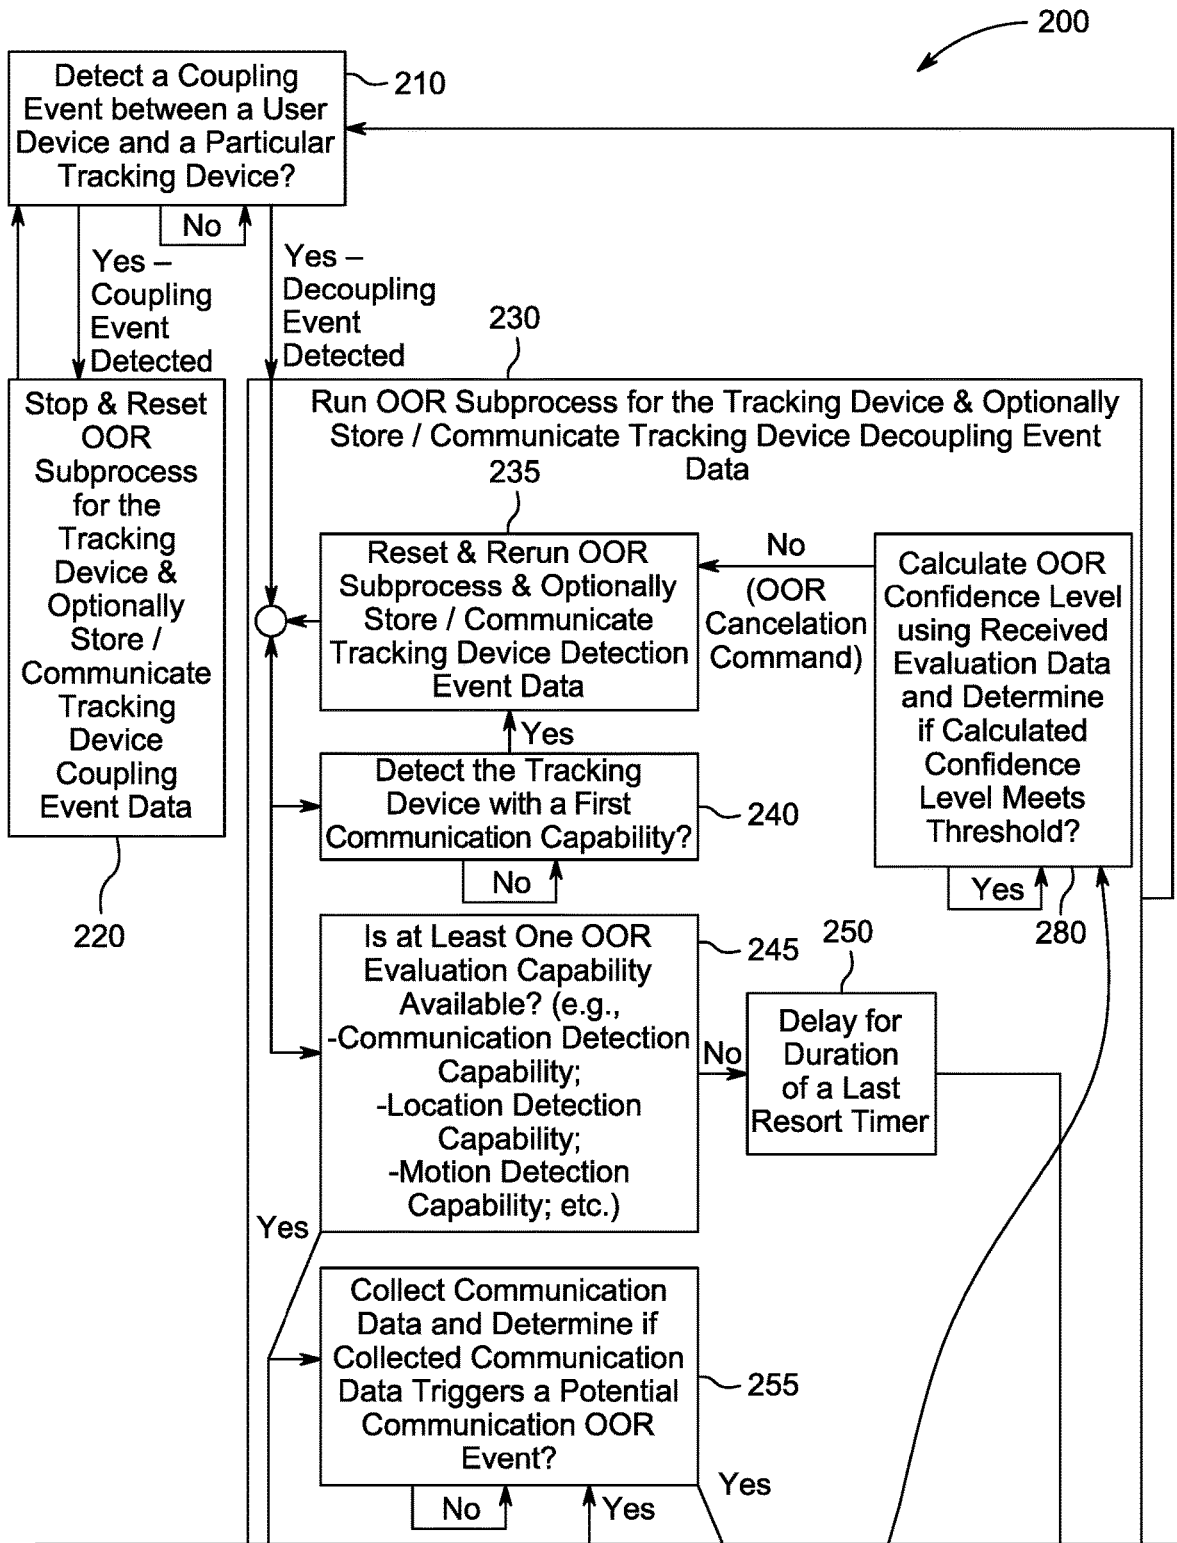 200
Detect a Coupling
Event between a User
Device and a Particular
Tracking Device?
210
No
Yes –
Coupling
Event
Detected
Yes –
Decoupling
Event
Detected
230
Stop & Reset
OOR
Subprocess
for the
Tracking
Device &
Optionally
Store /
Communicate
Tracking
Device
Coupling
Event Data
220
Run OOR Subprocess for the Tracking Device & Optionally
Store / Communicate Tracking Device Decoupling Event
Data
235
Reset & Rerun OOR
Subprocess & Optionally
Store / Communicate
Tracking Device Detection
Event Data
No
(OOR
Cancelation
Command)
Calculate OOR
Confidence Level
using Received
Evaluation Data
and Determine
if Calculated
Confidence
Level Meets
Threshold?
Yes
280
Yes
Detect the Tracking
Device with a First
Communication Capability?
240
No
Is at Least One OOR
Evaluation Capability
Available? (e.g.,
-Communication Detection
Capability;
-Location Detection
Capability;
-Motion Detection
Capability; etc.)
245
No
250
Delay for
Duration
of a Last
Resort Timer
Yes
Collect Communication
Data and Determine if
Collected Communication
Data Triggers a Potential
Communication OOR
Event?
255
No
Yes
Yes